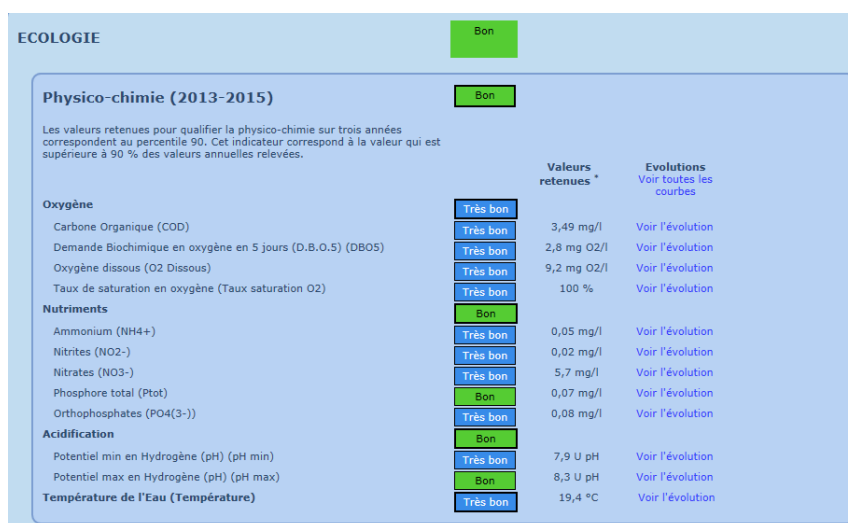 ECOLOGIE Bon
Physico-chimie (2013-2015) Bon
Les valeurs retenues pour qualifier la physico-chimie sur trois années
correspondent au percentile 90. Cet indicateur correspond à la valeur qui est
supérieure à 90 % des valeurs annuelles relevées.
Valeurs retenues * Evolutions
Voir toutes les
courbes
Oxygène Très bon
Carbone Organique (COD) Très bon 3,49 mg/l Voir l'évolution
Demande Biochimique en oxygène en 5 jours (D.B.O.5) (DBO5) Très bon 2,8 mg O2/l Voir l'évolution
Oxygène dissous (O2 Dissous) Très bon 9,2 mg O2/l Voir l'évolution
Taux de saturation en oxygène (Taux saturation O2) Très bon 100 % Voir l'évolution
Nutriments Bon
Ammonium (NH4+) Très bon 0,05 mg/l Voir l'évolution
Nitrites (NO2-) Très bon 0,02 mg/l Voir l'évolution
Nitrates (NO3-) Très bon 5,7 mg/l Voir l'évolution
Phosphore total (Ptot) Bon 0,07 mg/l Voir l'évolution
Orthophosphates (PO4(3-)) Très bon 0,08 mg/l Voir l'évolution
Acidification Bon
Potentiel min en Hydrogène (pH) (pH min) Très bon 7,9 U pH Voir l'évolution
Potentiel max en Hydrogène (pH) (pH max) Bon 8,3 U pH Voir l'évolution
Température de l'Eau (Température) Très bon 19,4 °C Voir l'évolution